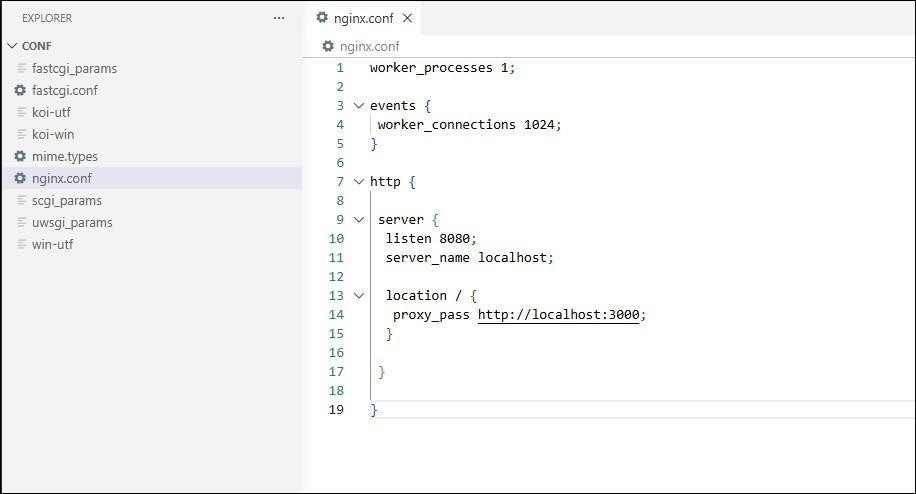 EXPLORER ...
CONF
fastcgi_params
fastcgi.conf
koi-utf
koi-win
mime.types
nginx.conf
scgi_params
uwsgi_params
win-utf
nginx.conf
nginx.conf
1 worker_processes 1;
2
3 events {
4 worker_connections 1024;
5 }
6
7 http {
8
9 server {
10 listen 8080;
11 server_name localhost;
12
13 location / {
14 proxy_pass http://localhost:3000;
15 }
16
17 }
18
19 }